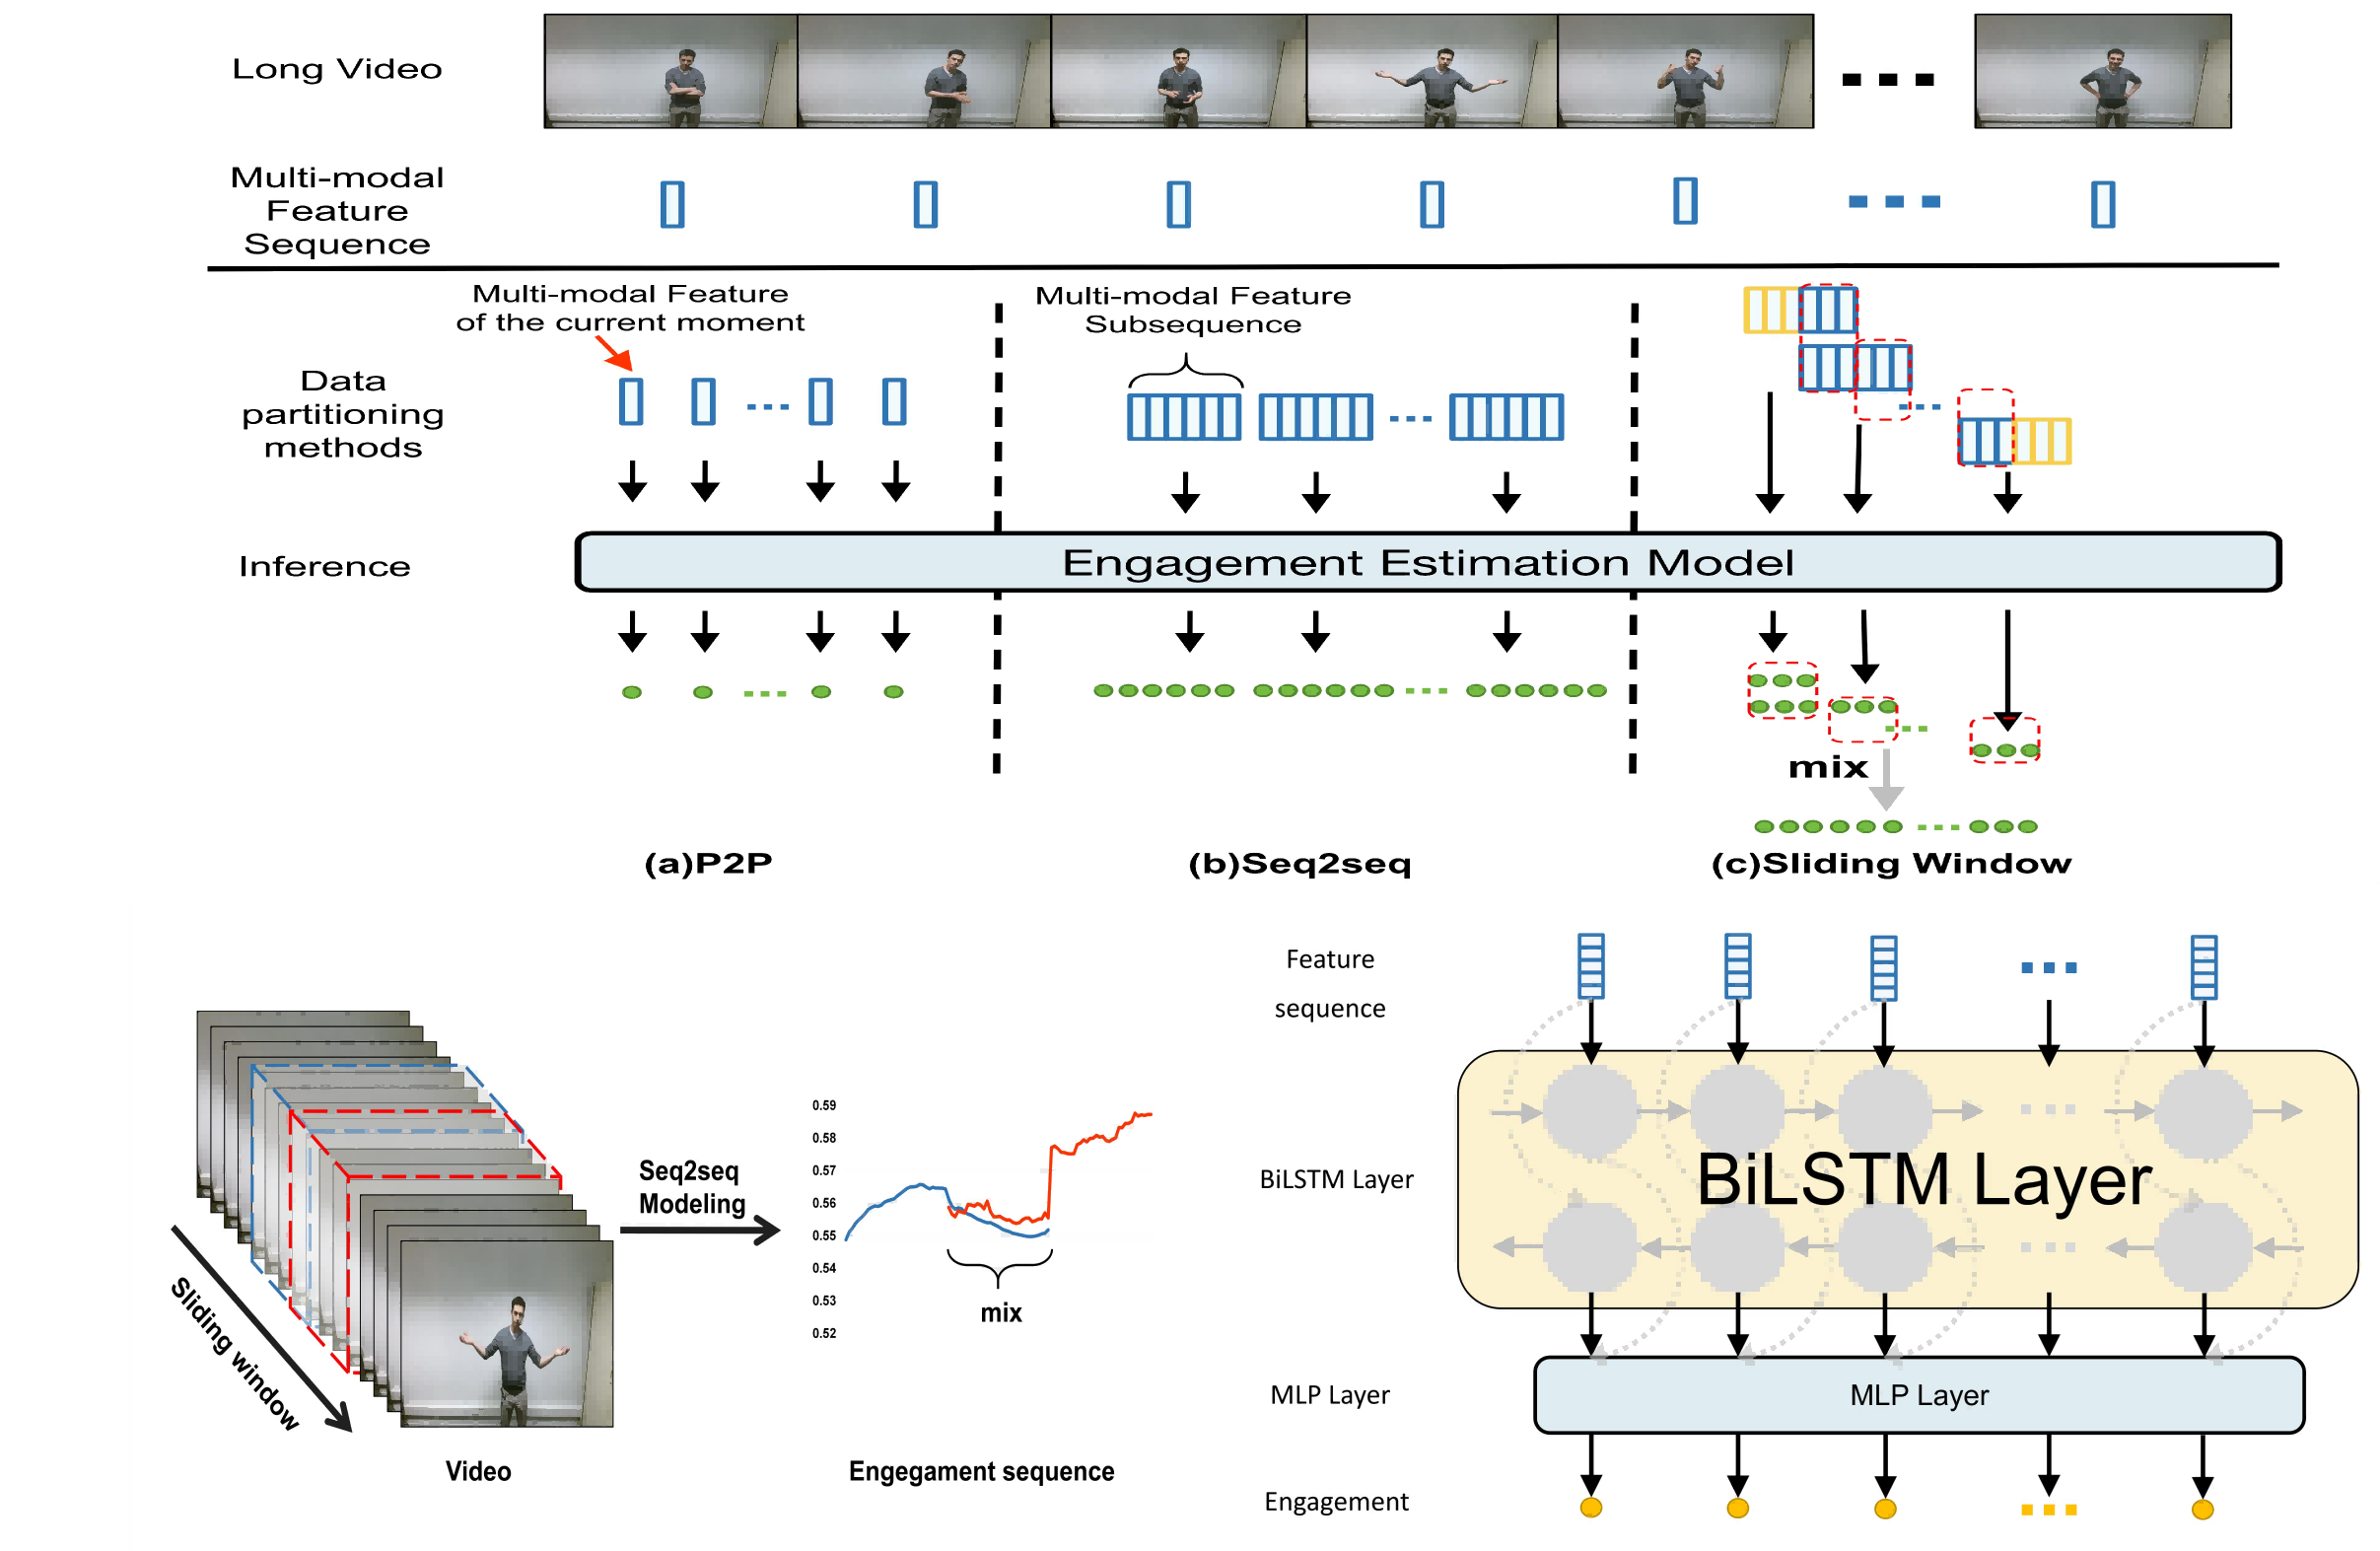 Long Video
Multi-modal
Feature
Sequence
Multi-modal Feature
of the current moment
Multi-modal Feature
Subsequence
Data
partitioning
methods
Inference
Engagement Estimation Model
mix
(a)P2P
(b)Seq2seq
(c)Sliding Window
Sliding window
Video
Seq2seq
Modeling
0.59
0.58
0.57
0.56
0.55
0.54
0.53
0.52
mix
Engegament sequence
Feature
sequence
BiLSTM Layer
BiLSTM Layer
MLP Layer
MLP Layer
Engagement